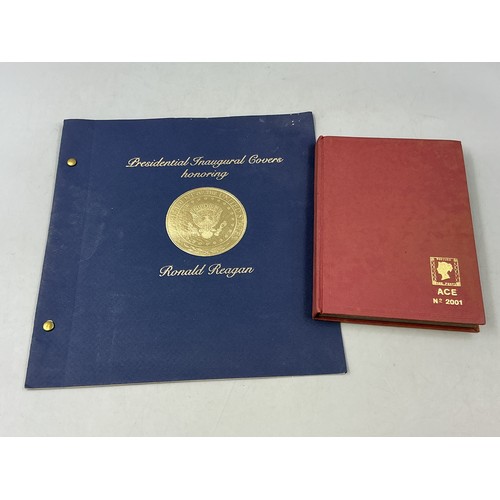 Presidential Inaugural Covers
honoring
Ronald Reagan
ACE
Nº 2001